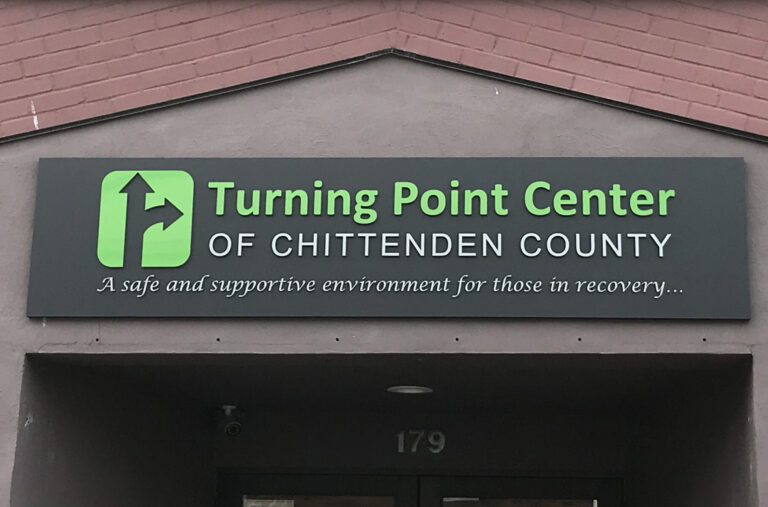 Turning Point Center
OF CHITTENDEN COUNTY
A safe and supportive environment for those in recovery...
179